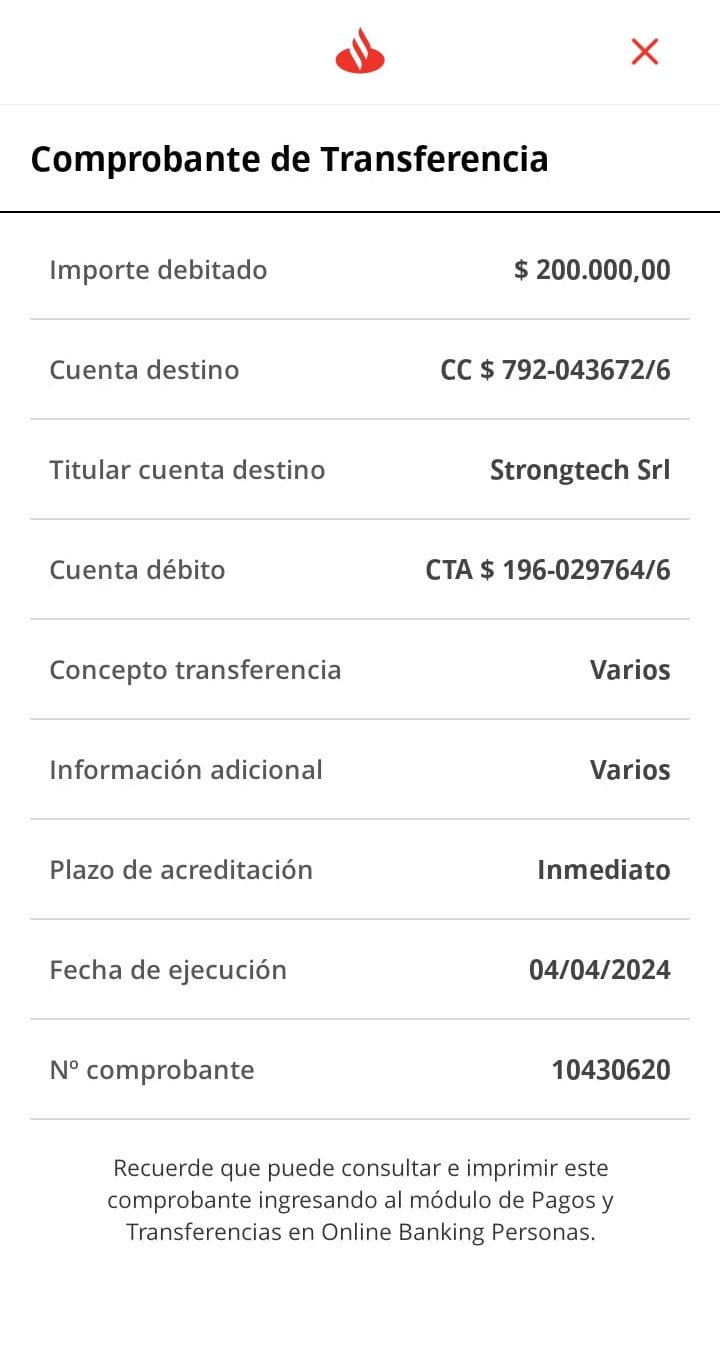 Comprobante de Transferencia
Importe debitado $ 200.000,00
Cuenta destino CC $ 792-043672/6
Titular cuenta destino Strongtech Srl
Cuenta débito CTA $ 196-029764/6
Concepto transferencia Varios
Información adicional Varios
Plazo de acreditación Inmediato
Fecha de ejecución 04/04/2024
Nº comprobante 10430620
Recuerde que puede consultar e imprimir este
comprobante ingresando al módulo de Pagos y
Transferencias en Online Banking Personas.